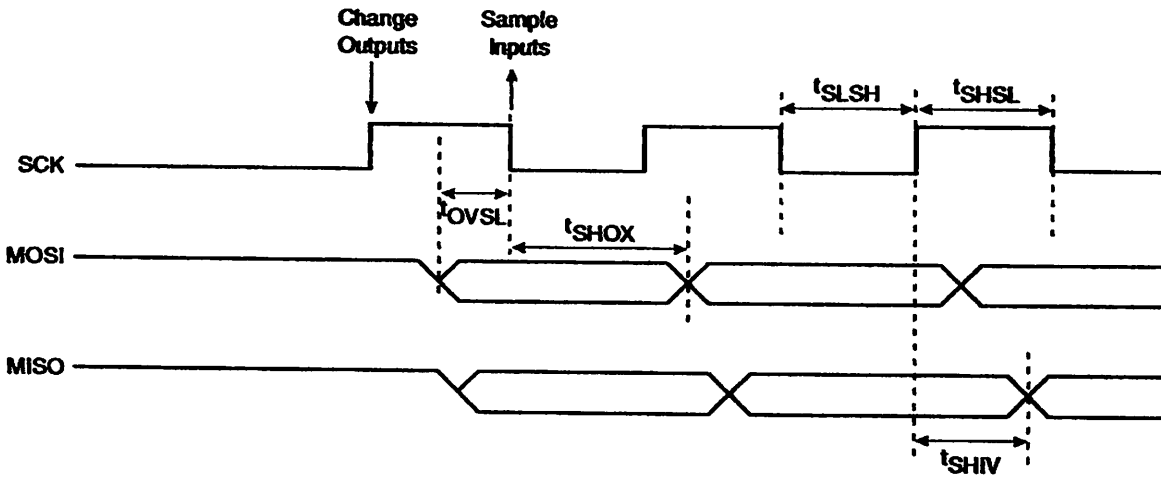 Change
Outputs
Sample
Inputs
tSLSH
tSHSL
SCK
tOVSL
tSHOX
MOSI
MISO
tSHIV